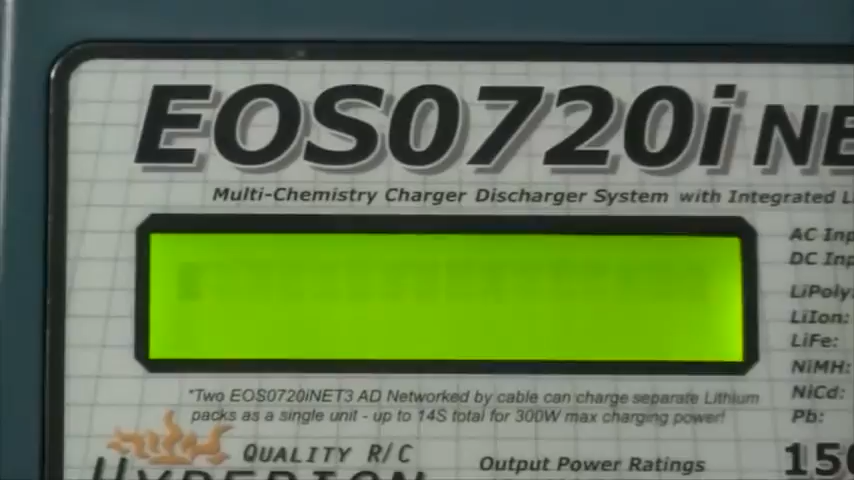 EOS0720i NE
Multi-Chemistry Charger Discharger System with Integrated
AC Inp
DC Inp
LiPoly:
LiIon:
LiFe:
NiMH:
NiCd:
Pb:
*Two EOS0720iNET3 AD Networked by cable can charge separate Lithium
packs as a single unit - up to 14S total for 300W max charging power!
QUALITY R/C
HYPERION
Output Power Ratings
150